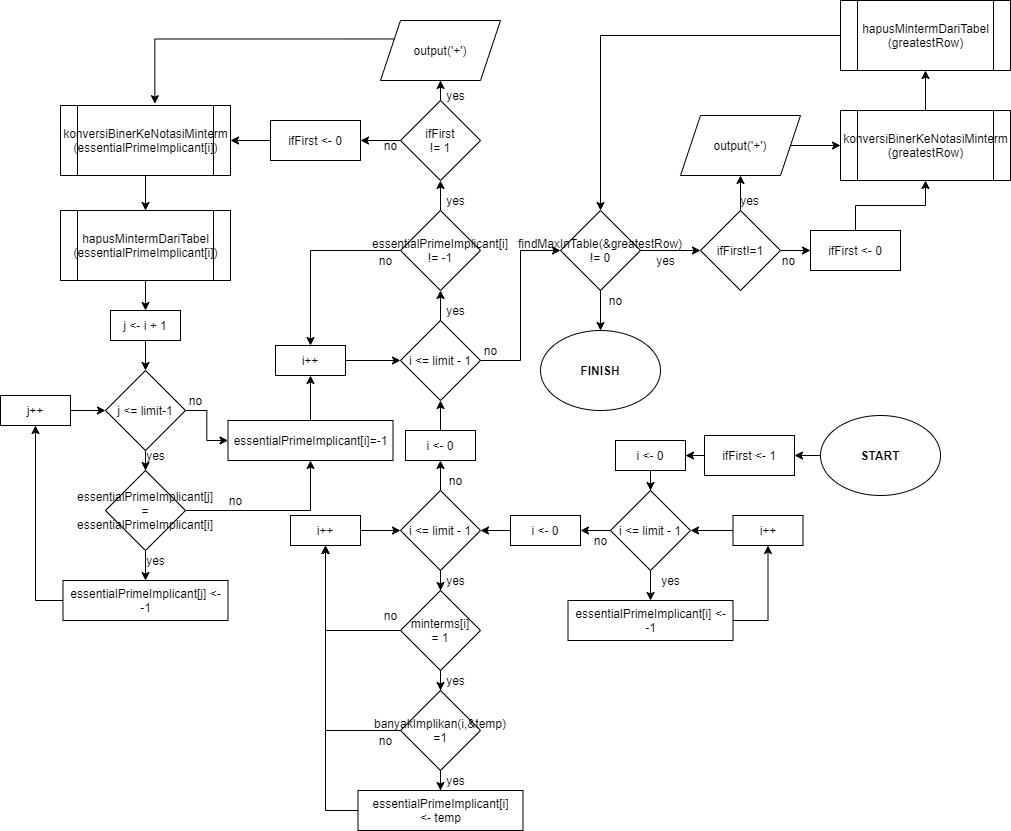 output('+')
yes
ifFirst
!= 1
no
ifFirst <- 0
konversiBinerKeNotasiMinterm
(essentialPrimeImplicant[i])
hapusMintermDariTabel
(essentialPrimeImplicant[i])
j <- i + 1
j <= limit-1
no
yes
j++
essentialPrimeImplicant[j]
=
essentialPrimeImplicant[i]
no
yes
essentialPrimeImplicant[j] <-
-1
essentialPrimeImplicant[i]=-1
i++
yes
essentialPrimeImplicant[i]
!= -1
no
yes
i <= limit - 1
no
i <- 0
no
i <= limit - 1
i++
yes
minterms[i]
= 1
no
yes
banyakImplikan(i,&temp)
=1
no
yes
essentialPrimeImplicant[i]
<- temp
hapusMintermDariTabel
(greatestRow)
konversiBinerKeNotasiMinterm
(greatestRow)
output('+')
yes
ifFirst!=1
no
ifFirst <- 0
findMaxInTable(&greatestRow)
!= 0
yes
no
FINISH
START
ifFirst <- 1
i <- 0
i <= limit - 1
no
i <- 0
i++
yes
essentialPrimeImplicant[i] <-
-1